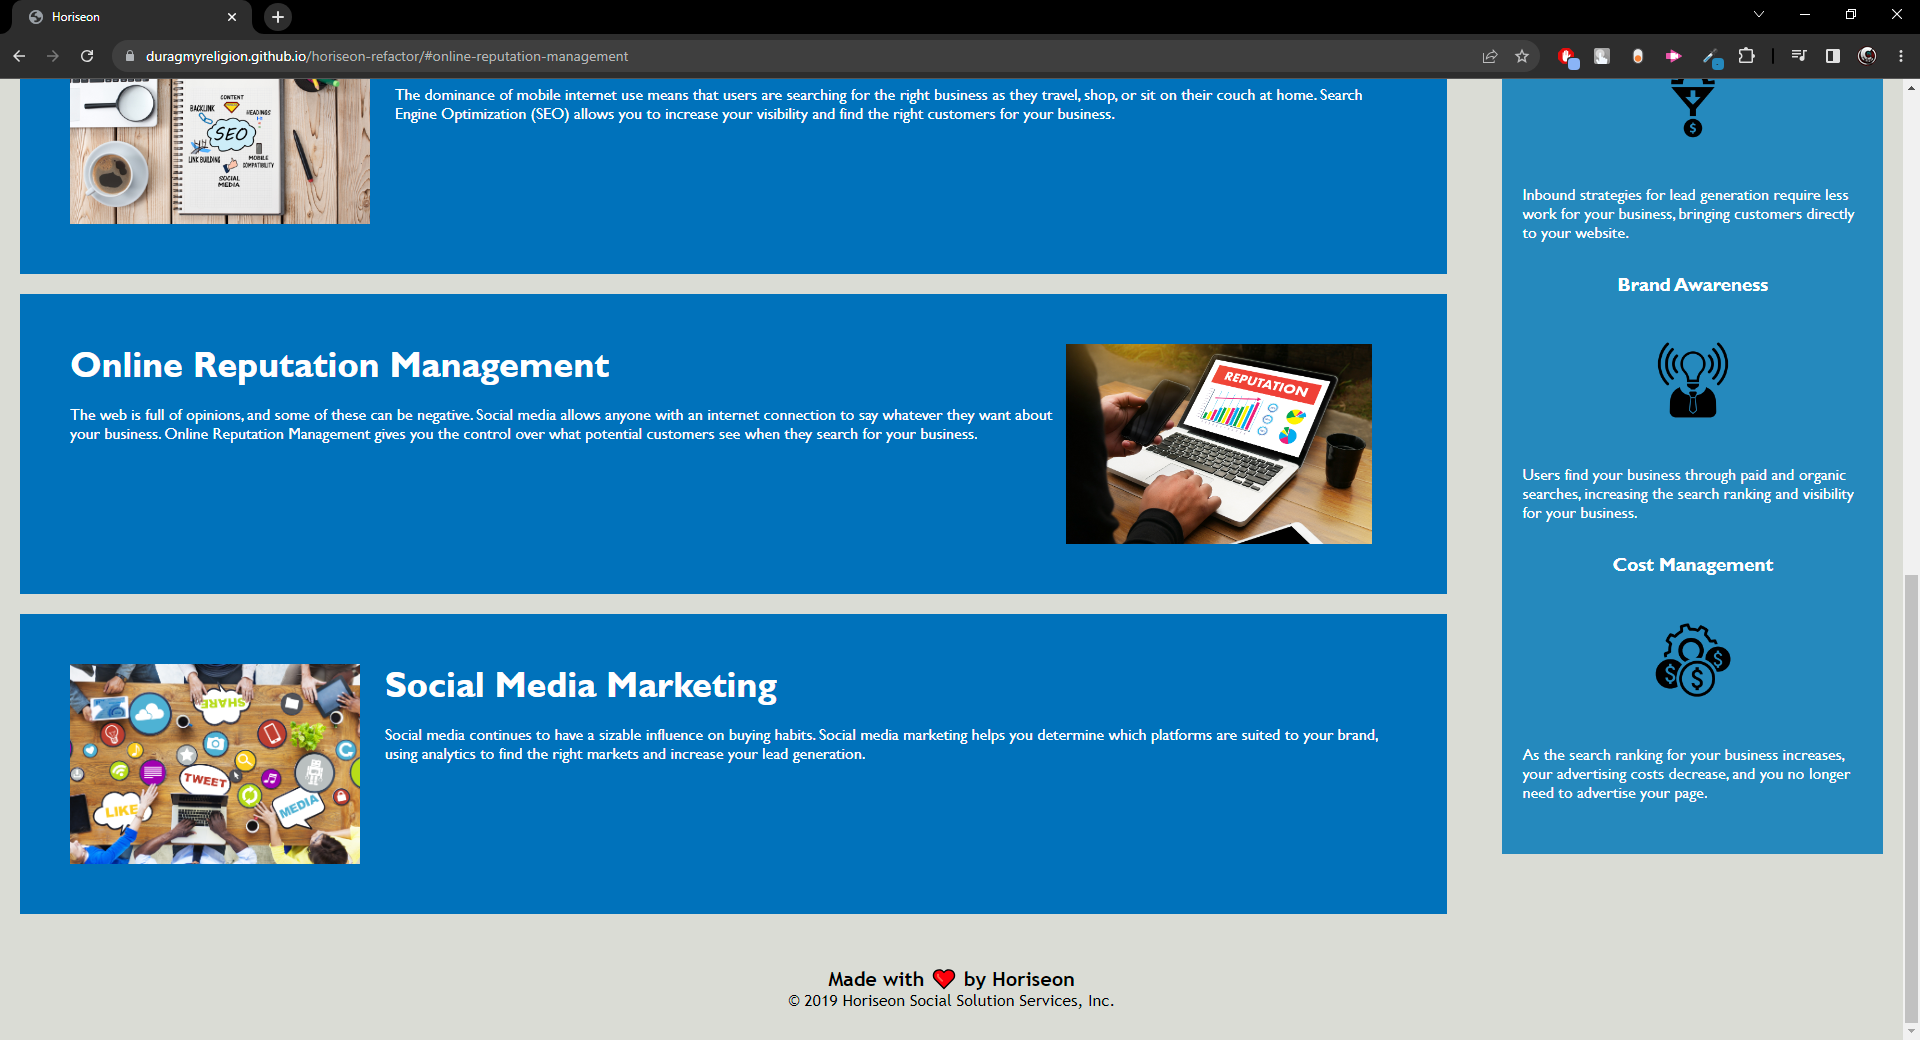 Horiseon
duragmyreligion.github.io/horiseon-refactor/#online-reputation-management
CONTENT
BACKLINK
HEADINGS
SEO
LINK BUILDING
MOBILE
COMPATIBILITY
SOCIAL
MEDIA
The dominance of mobile internet use means that users are searching for the right business as they travel, shop, or sit on their couch at home. Search
Engine Optimization (SEO) allows you to increase your visibility and find the right customers for your business.
Online Reputation Management
The web is full of opinions, and some of these can be negative. Social media allows anyone with an internet connection to say whatever they want about
your business. Online Reputation Management gives you the control over what potential customers see when they search for your business.
REPUTATION
SHARE
TWEET
LIKE
MEDIA
Social Media Marketing
Social media continues to have a sizable influence on buying habits. Social media marketing helps you determine which platforms are suited to your brand,
using analytics to find the right markets and increase your lead generation.
$
Inbound strategies for lead generation require less
work for your business, bringing customers directly
to your website.
Brand Awareness
Users find your business through paid and organic
searches, increasing the search ranking and visibility
for your business.
Cost Management
$ $ $
As the search ranking for your business increases,
your advertising costs decrease, and you no longer
need to advertise your page.
Made with ❤ by Horiseon
© 2019 Horiseon Social Solution Services, Inc.